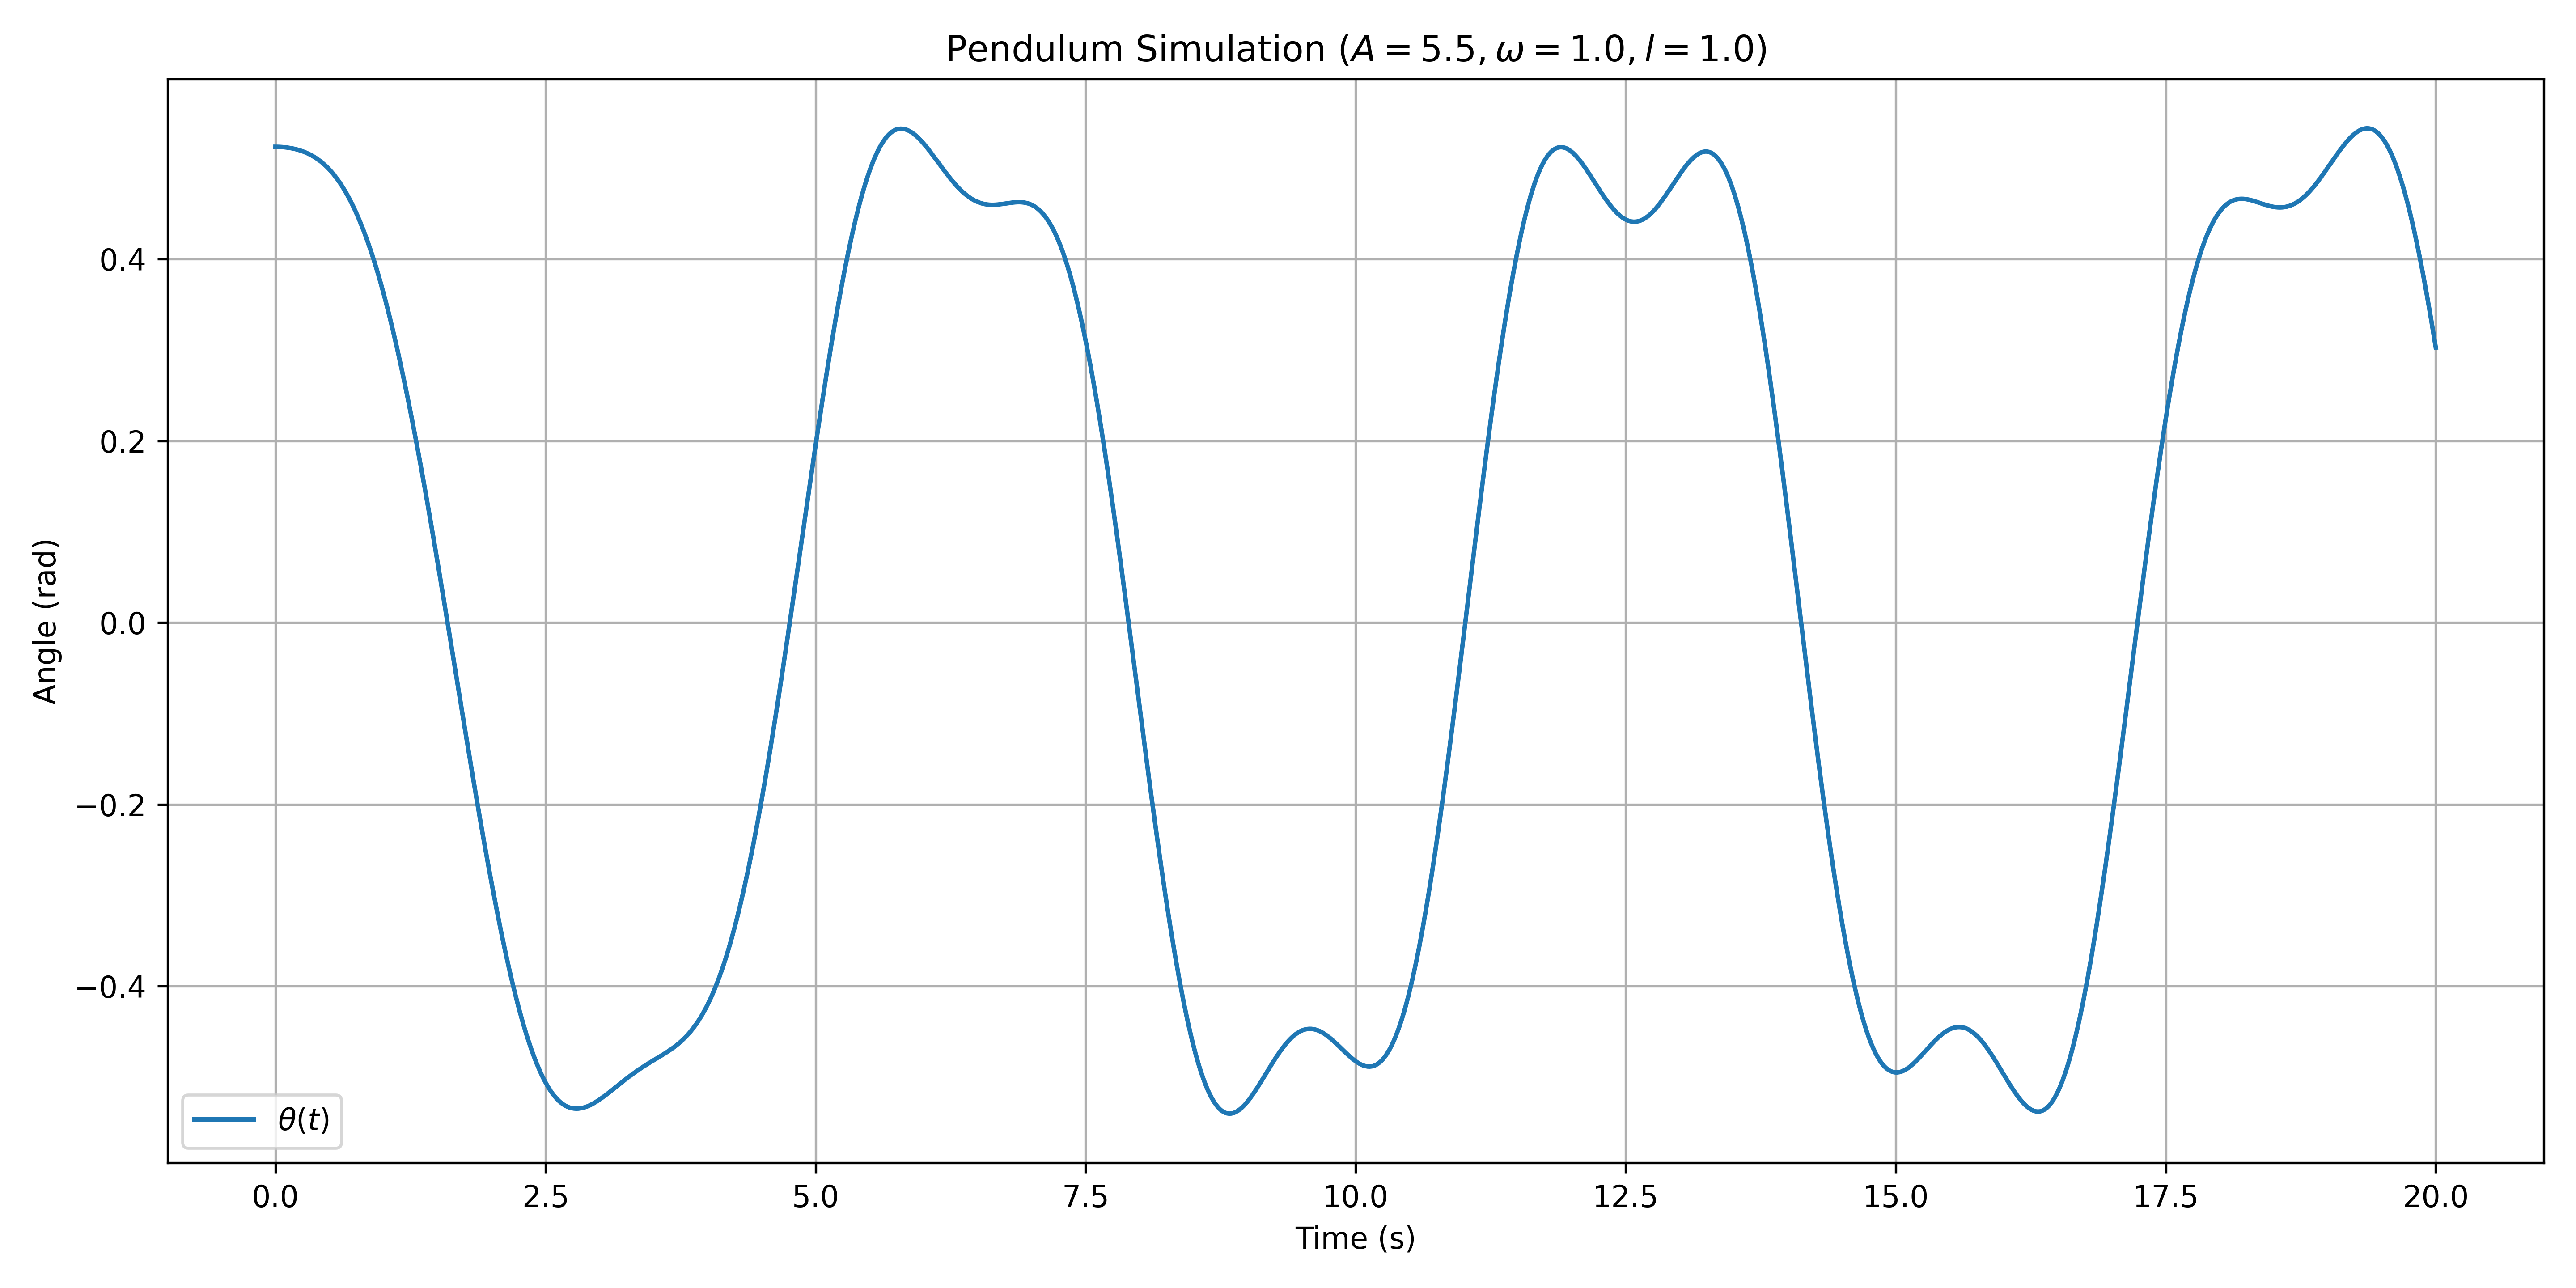 Pendulum Simulation (A = 5.5, ω = 1.0, l = 1.0)
Angle (rad)
0.4
0.2
0.0
−0.2
−0.4
θ(t)
0.0 2.5 5.0 7.5 10.0 12.5 15.0 17.5 20.0
Time (s)